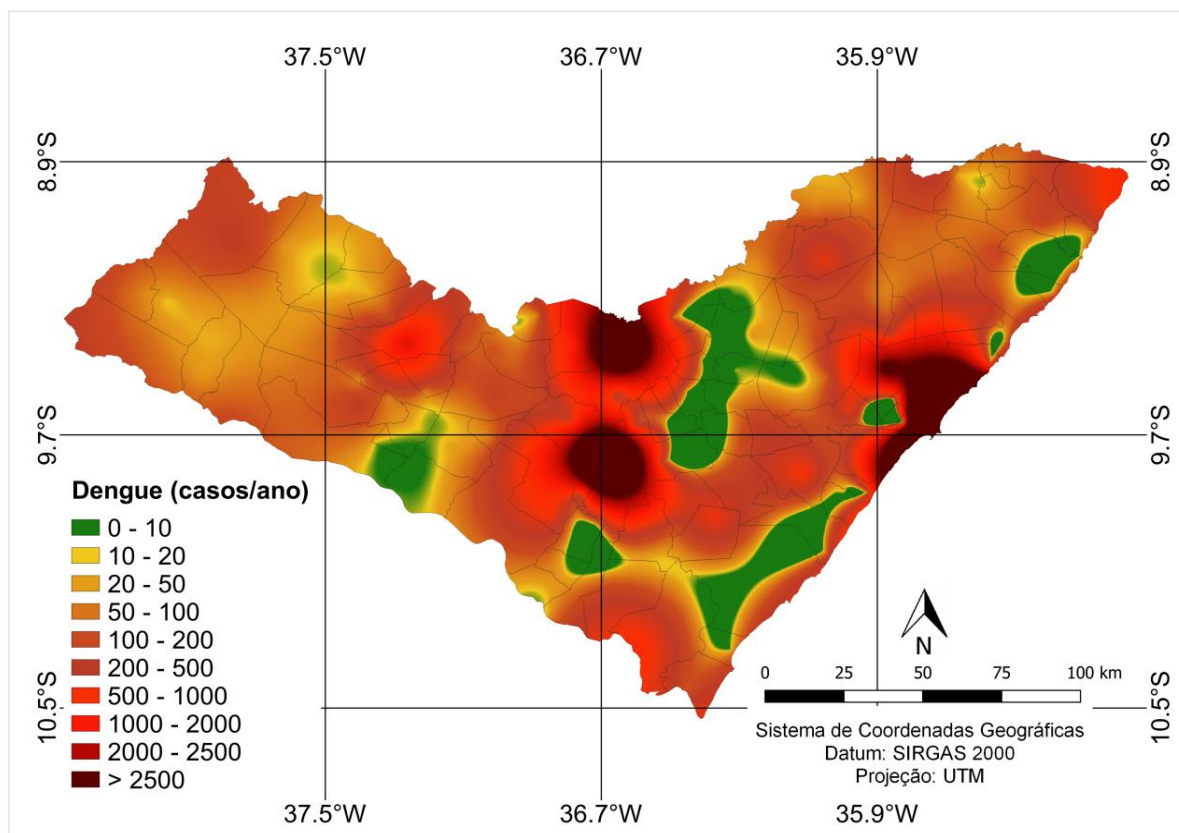 37.5°W 36.7°W 35.9°W
8.9°S 8.9°S
9.7°S 9.7°S
Dengue (casos/ano)
0 - 10
10 - 20
20 - 50
50 - 100
100 - 200
200 - 500
500 - 1000
1000 - 2000
2000 - 2500
> 2500
N
0 25 50 75 100 km
10.5°S 10.5°S
Sistema de Coordenadas Geográficas
Datum: SIRGAS 2000
Projeção: UTM
37.5°W 36.7°W 35.9°W